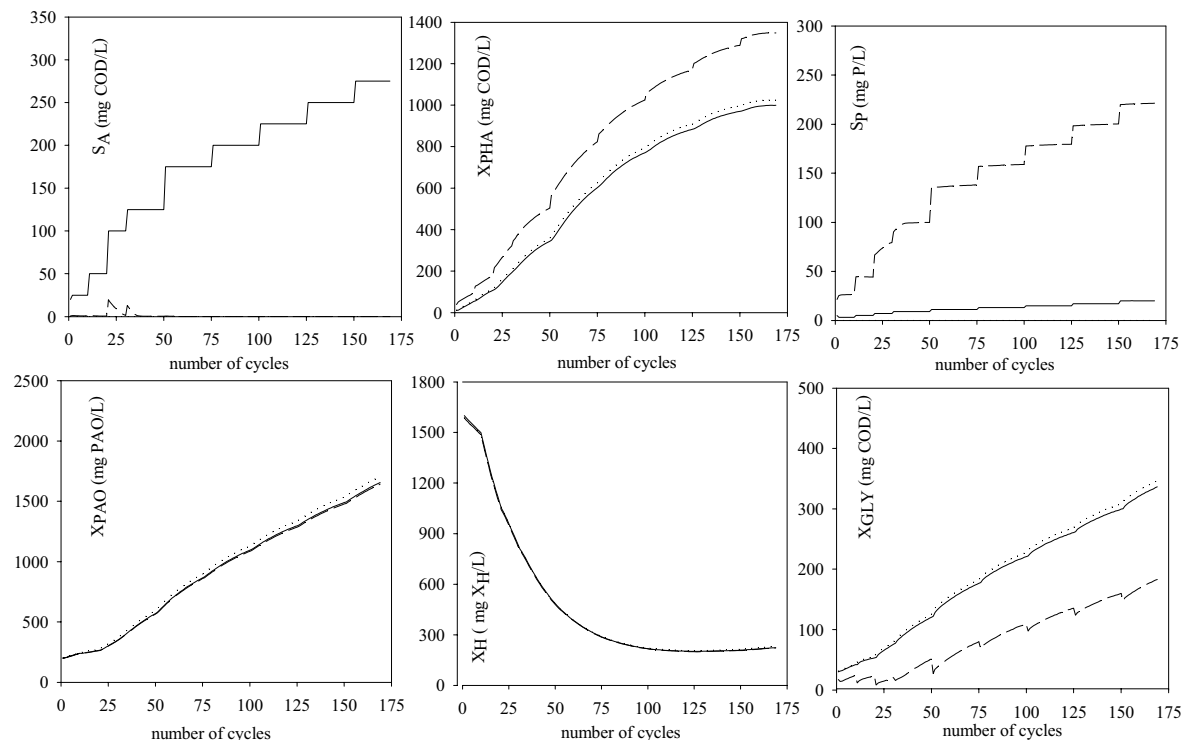 S_A (mg COD/L)
350
300
250
200
150
100
50
0
0 25 50 75 100 125 150 175
number of cycles
X_PHA (mg COD/L)
1400
1200
1000
800
600
400
200
0
0 25 50 75 100 125 150 175
number of cycles
S_P (mg P/L)
300
250
200
150
100
50
0
0 25 50 75 100 125 150 175
number of cycles
X_PAO (mg PAO/L)
2500
2000
1500
1000
500
0
0 25 50 75 100 125 150 175
number of cycles
X_H ( mg X_H/L)
1800
1500
1200
900
600
300
0
0 25 50 75 100 125 150 175
number of cycles
X_GLY (mg COD/L)
500
400
300
200
100
0
0 25 50 75 100 125 150 175
number of cycles